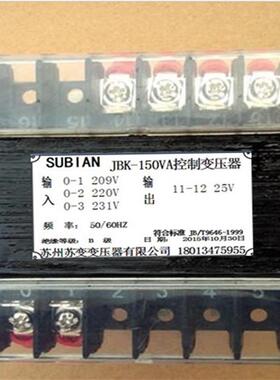 SUBIAN JBK-150VA控制变压器
输 0-1 209V 输
0-2 220V 11-12 25V
入 0-3 231V 出
频 率: 50/60HZ 符合标准 JB/T9646-1999
绝缘等级: B 级 2015年10月30日
苏州苏变变压器有限公司 18013475955